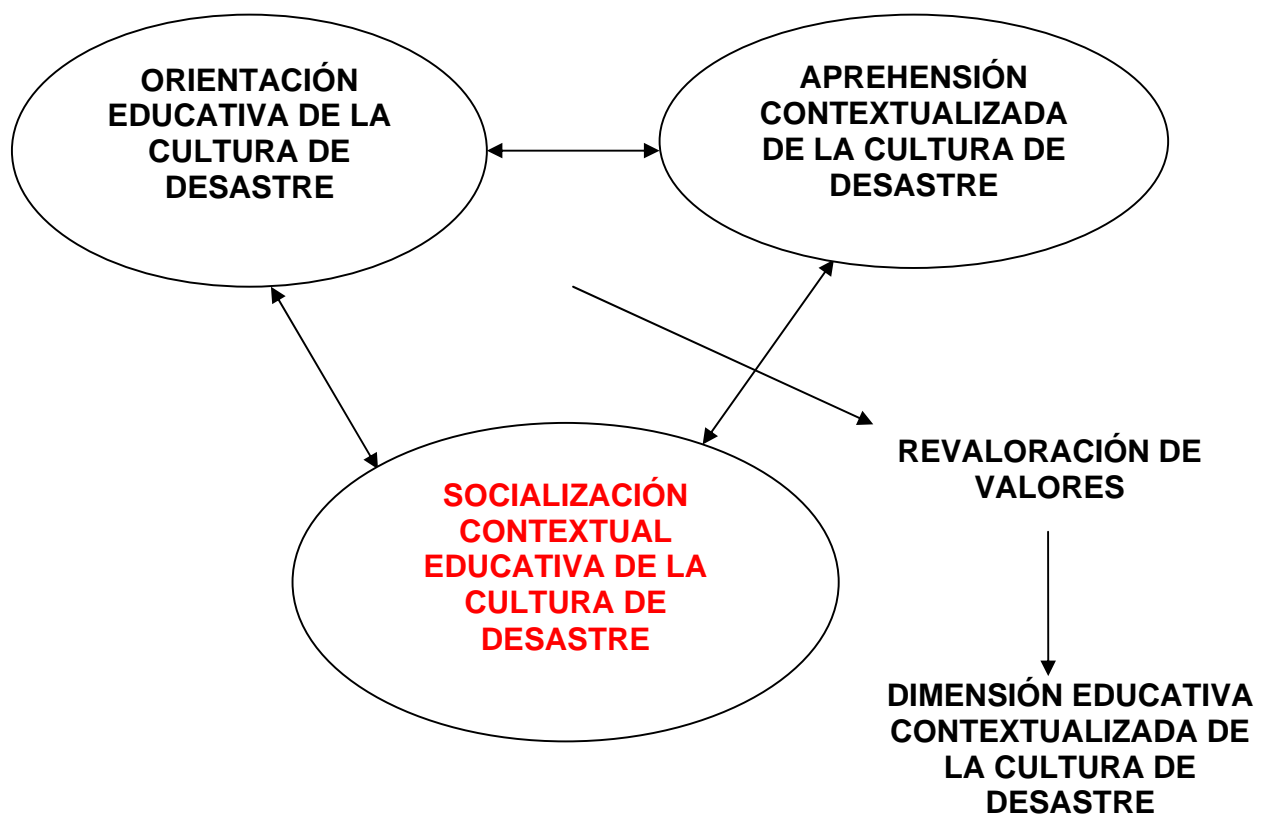 ORIENTACIÓN
EDUCATIVA DE LA
CULTURA DE
DESASTRE
APREHENSIÓN
CONTEXTUALIZADA
DE LA CULTURA DE
DESASTRE
SOCIALIZACIÓN
CONTEXTUAL
EDUCATIVA DE LA
CULTURA DE
DESASTRE
REVALORACIÓN DE
VALORES
DIMENSIÓN EDUCATIVA
CONTEXTUALIZADA DE
LA CULTURA DE
DESASTRE